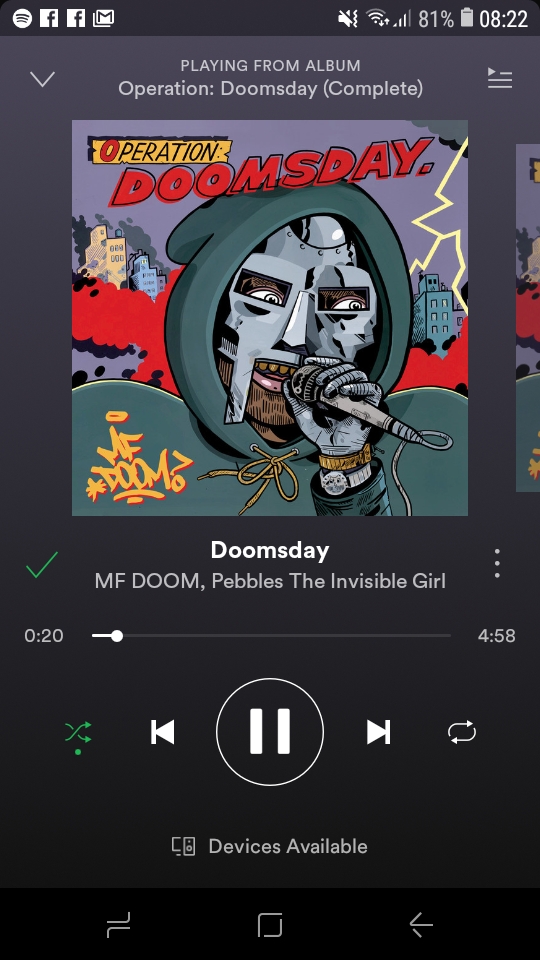 81% 08:22
PLAYING FROM ALBUM
Operation: Doomsday (Complete)
OPERATION:
DOOMSDAY.
MF
DOOM
Doomsday
MF DOOM, Pebbles The Invisible Girl
0:20 4:58
Devices Available